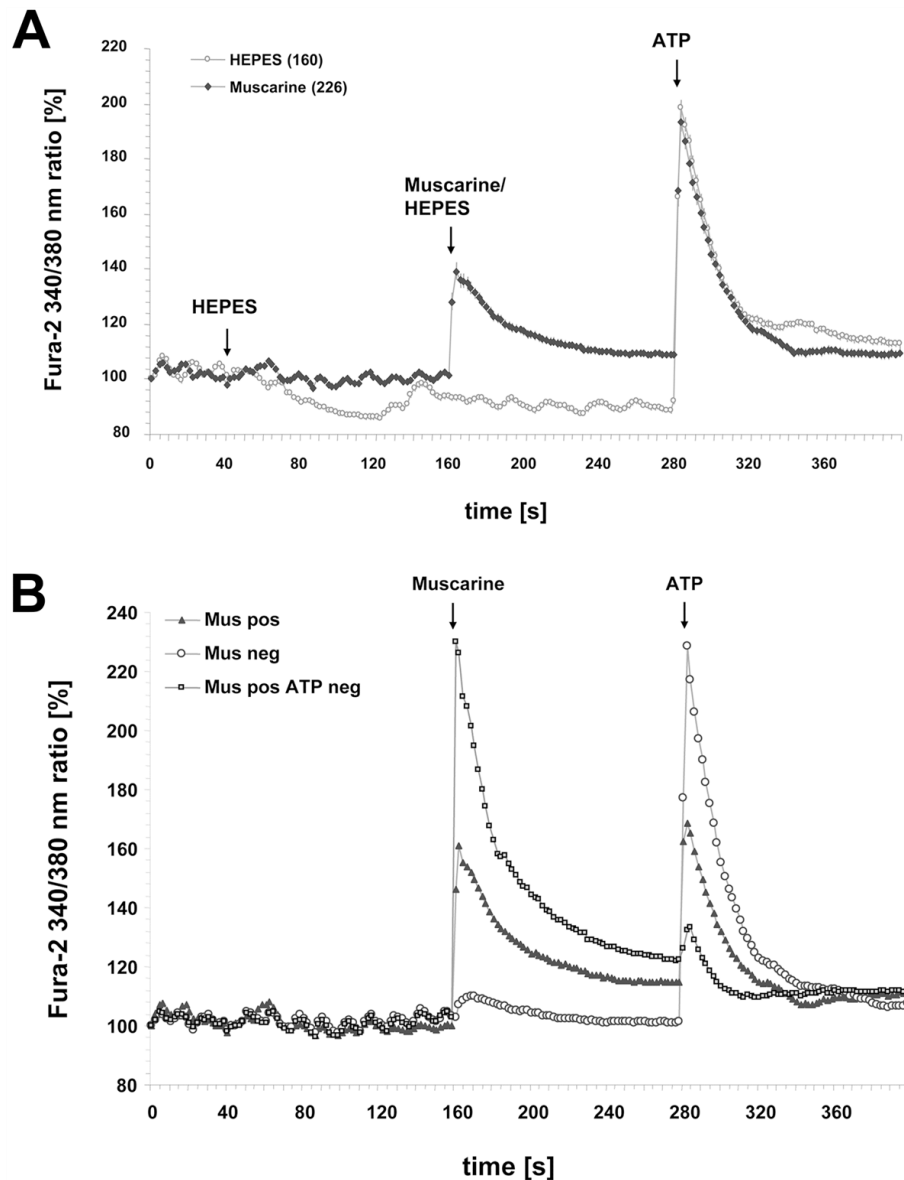 A
Fura-2 340/380 nm ratio [%]
220
200
180
160
140
120
100
80
HEPES (160)
Muscarine (226)
HEPES
Muscarine/
HEPES
ATP
0 40 80 120 160 200 240 280 320 360
time [s]
B
Fura-2 340/380 nm ratio [%]
240
220
200
180
160
140
120
100
80
Mus pos
Mus neg
Mus pos ATP neg
Muscarine
ATP
0 40 80 120 160 200 240 280 320 360
time [s]